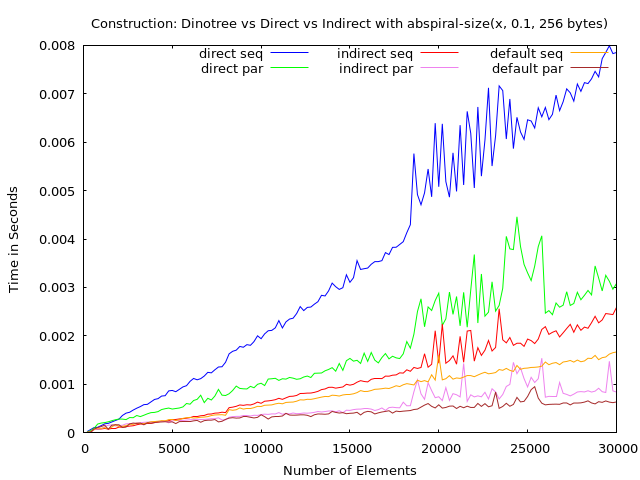 Construction: Dinotree vs Direct vs Indirect with abspiral-size(x, 0.1, 256 bytes)
0.008
direct seq indirect seq default seq
direct par indirect par default par
0.007
0.006
0.005
0.004
0.003
0.002
0.001
0
Time in Seconds
0 5000 10000 15000 20000 25000 30000
Number of Elements